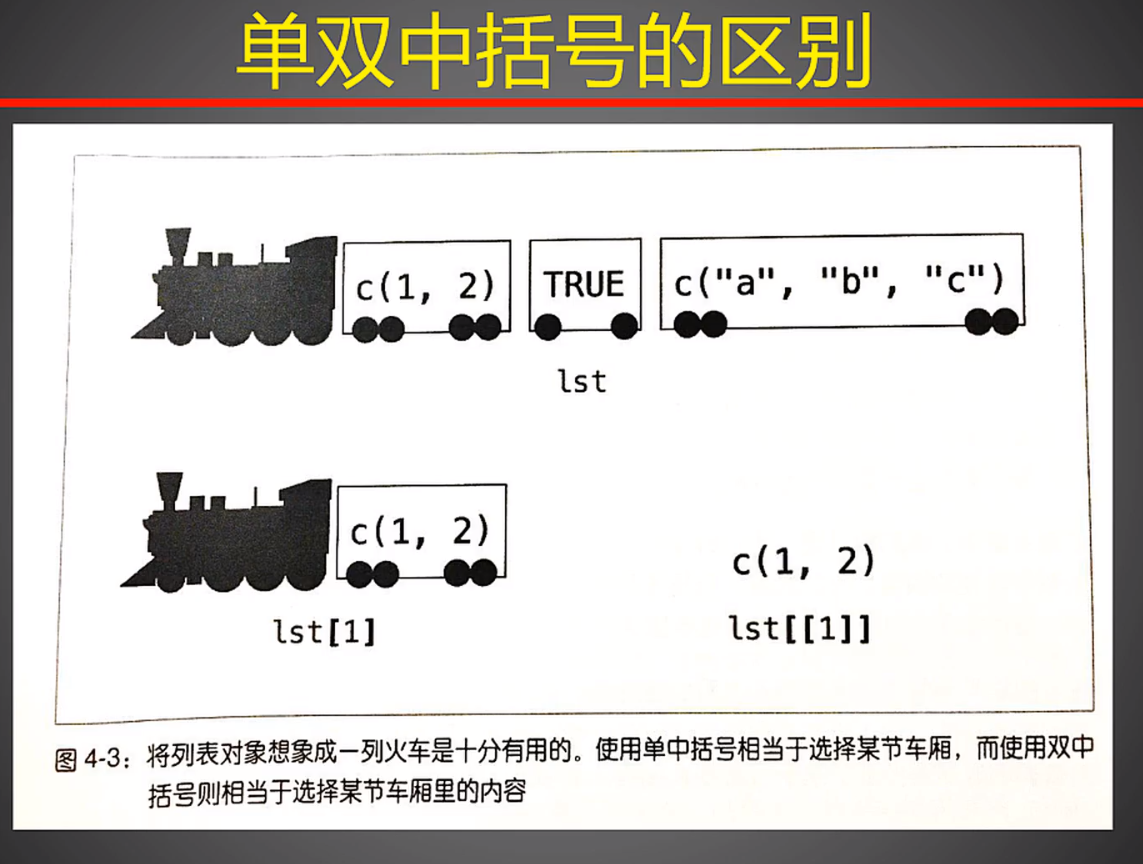 单双中括号的区别
c(1, 2) TRUE c("a", "b", "c")
lst
c(1, 2) c(1, 2)
lst[1] lst[[1]]
图 4-3：将列表对象想象成一列火车是十分有用的。使用单中括号相当于选择某节车厢，而使用双中
括号则相当于选择某节车厢里的内容